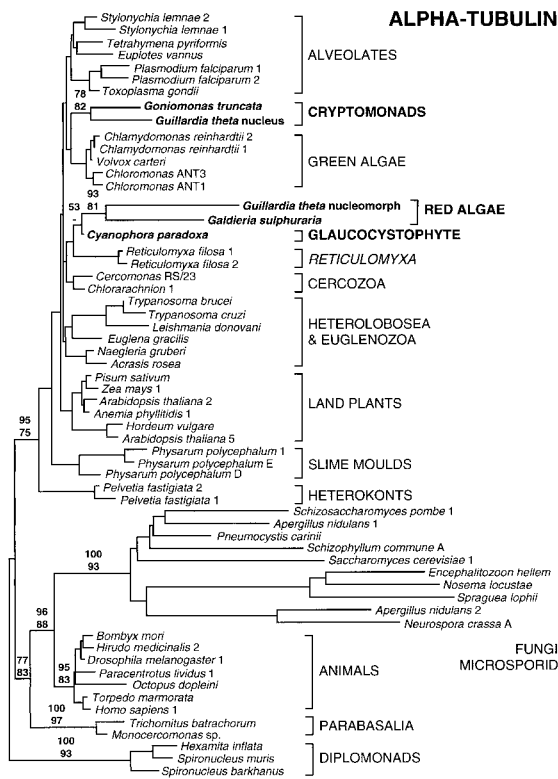 ALPHA-TUBULIN
Stylonychia lemnae 2
Stylonychia lemnae 1
Tetrahymena pyriformis
Euplotes vannus
Plasmodium falciparum 1
Plasmodium falciparum 2
Toxoplasma gondii
ALVEOLATES
78
82
Goniomonas truncata
Guillardia theta nucleus
CRYPTOMONADS
Chlamydomonas reinhardtii 2
Chlamydomonas reinhardtii 1
Volvox carteri
Chloromonas ANT3
Chloromonas ANT1
GREEN ALGAE
93
53 81
-
Guillardia theta nucleomorph
Galdieria sulphuraria
RED ALGAE
Cyanophora paradoxa
GLAUCOCYSTOPHYTE
Reticulomyxa filosa 1
Reticulomyxa filosa 2
RETICULOMYXA
Cercomonas RS/23
Chlorarachnion 1
CERCOZOA
Trypanosoma brucei
Trypanosoma cruzi
Leishmania donovani
Euglena gracilis
Naegleria gruberi
Acrasis rosea
HETEROLOBOSEA
& EUGLENOZOA
Pisum sativum
Zea mays 1
Arabidopsis thaliana 2
Anemia phyllitidis 1
Hordeum vulgare
Arabidopsis thaliana 5
LAND PLANTS
95
75
Physarum polycephalum 1
Physarum polycephalum E
Physarum polycephalum D
SLIME MOULDS
Pelvetia fastigiata 2
Pelvetia fastigiata 1
HETEROKONTS
Schizosaccharomyces pombe 1
Apergillus nidulans 1
Pneumocystis carinii
Schizophyllum commune A
Saccharomyces cerevisiae 1
100
93
Encephalitozoon hellem
Nosema locustae
Spraguea lophii
Apergillus nidulans 2
Neurospora crassa A
FUNGI
MICROSPORID
96
88
Bombyx mori
Hirudo medicinalis 2
Drosophila melanogaster 1
Paracentrotus lividus 1
Octopus dopleini
Torpedo marmorata
Homo sapiens 1
ANIMALS
95
83
77
83
100
97
Trichomitus batrachorum
Monocercomonas sp.
PARABASALIA
100
93
Hexamita inflata
Spironucleus muris
Spironucleus barkhanus
DIPLOMONADS